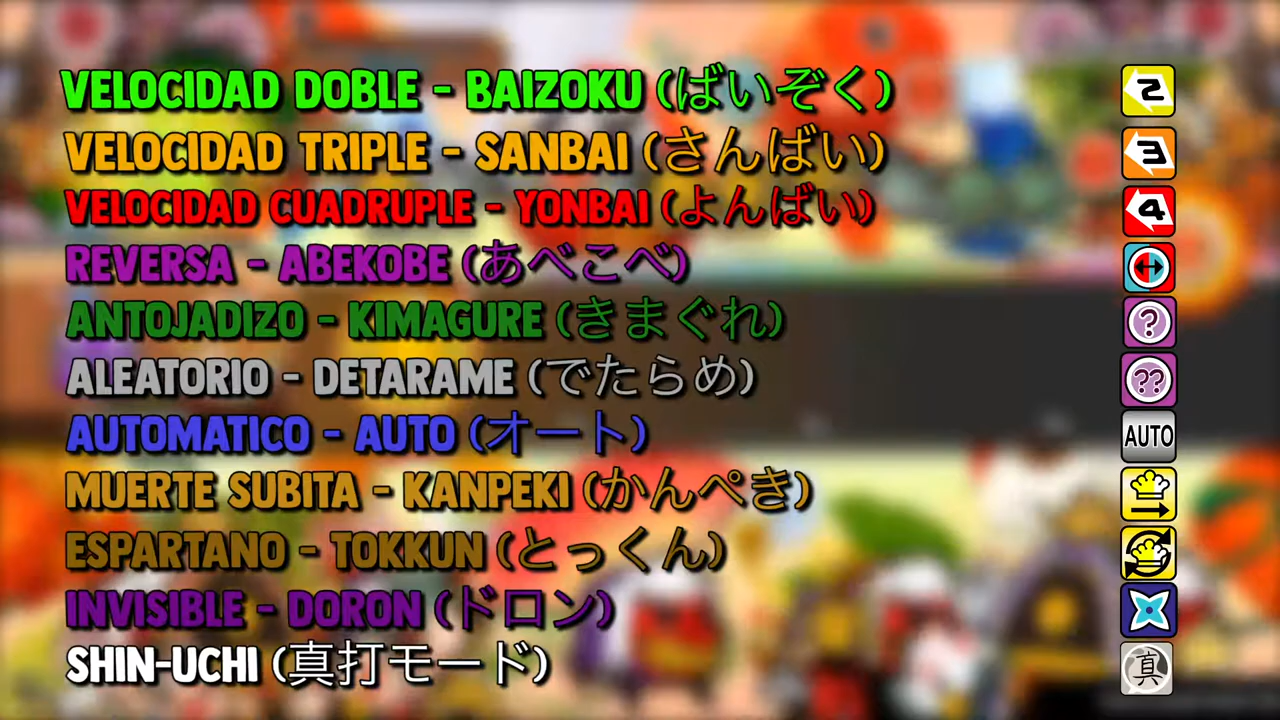 VELOCIDAD DOBLE - BAIZOKU (ばいぞく) 2
VELOCIDAD TRIPLE - SANBAI (さんばい) 3
VELOCIDAD CUADRUPLE - YONBAI (よんばい) 4
REVERSA - ABEKOBE (あべこべ)
ANTOJADIZO - KIMAGURE (きまぐれ) ?
ALEATORIO - DETARAME (でたらめ) ??
AUTOMATICO - AUTO (オート) AUTO
MUERTE SUBITA - KANPEKI (かんぺき)
ESPARTANO - TOKKUN (とっくん)
INVISIBLE - DORON (ドロン)
SHIN-UCHI (真打モード) 真